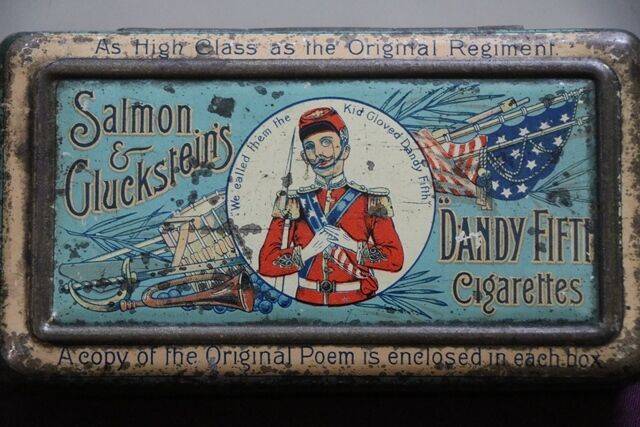 As High Class as the Original Regiment.
Salmon
&
Gluckstein's
"We called them the Kid Gloved Dandy Fifth"
"DANDY FIFTH
Cigarettes
A copy of the Original Poem is enclosed in each box